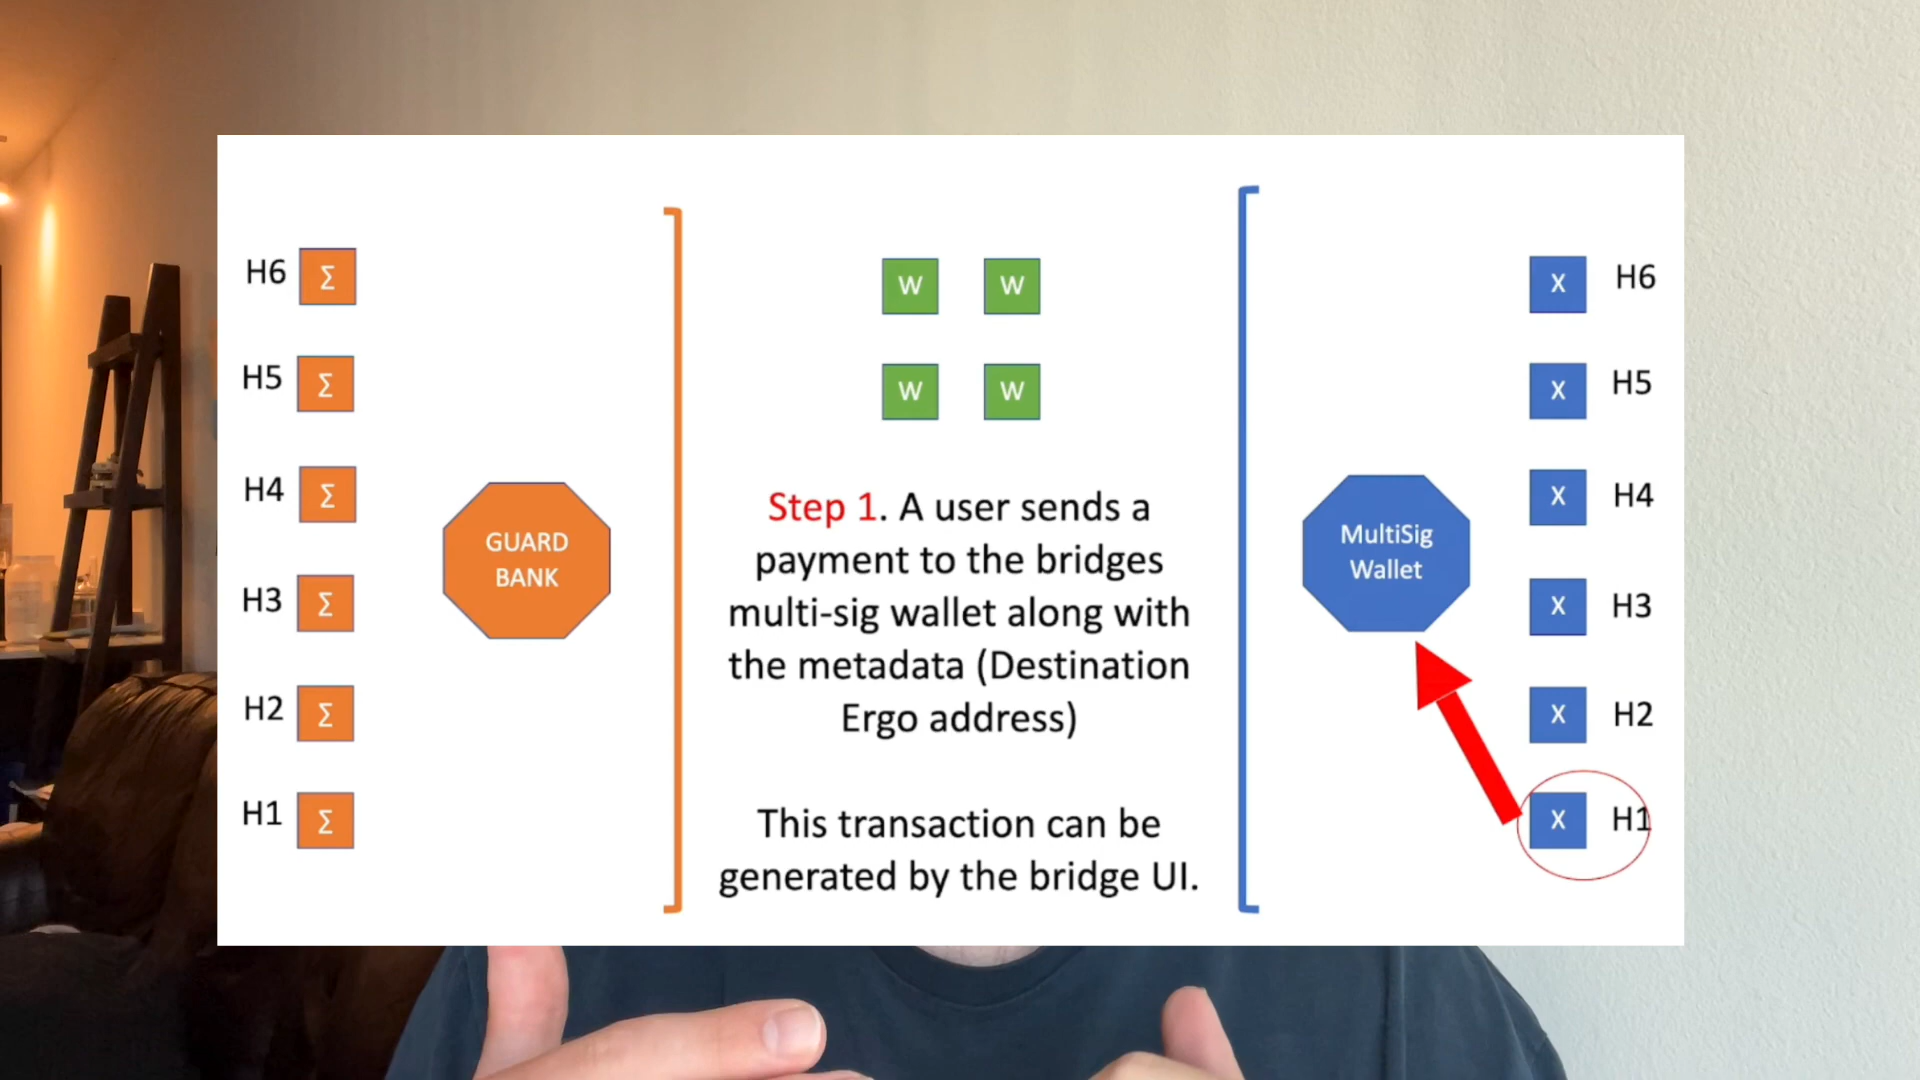 H6 Σ
H5 Σ
H4 Σ
H3 Σ
H2 Σ
H1 Σ
GUARD
BANK
W W
W W
Step 1. A user sends a
payment to the bridges
multi-sig wallet along with
the metadata (Destination
Ergo address)
This transaction can be
generated by the bridge UI.
MultiSig
Wallet
X H6
X H5
X H4
X H3
X H2
X H1